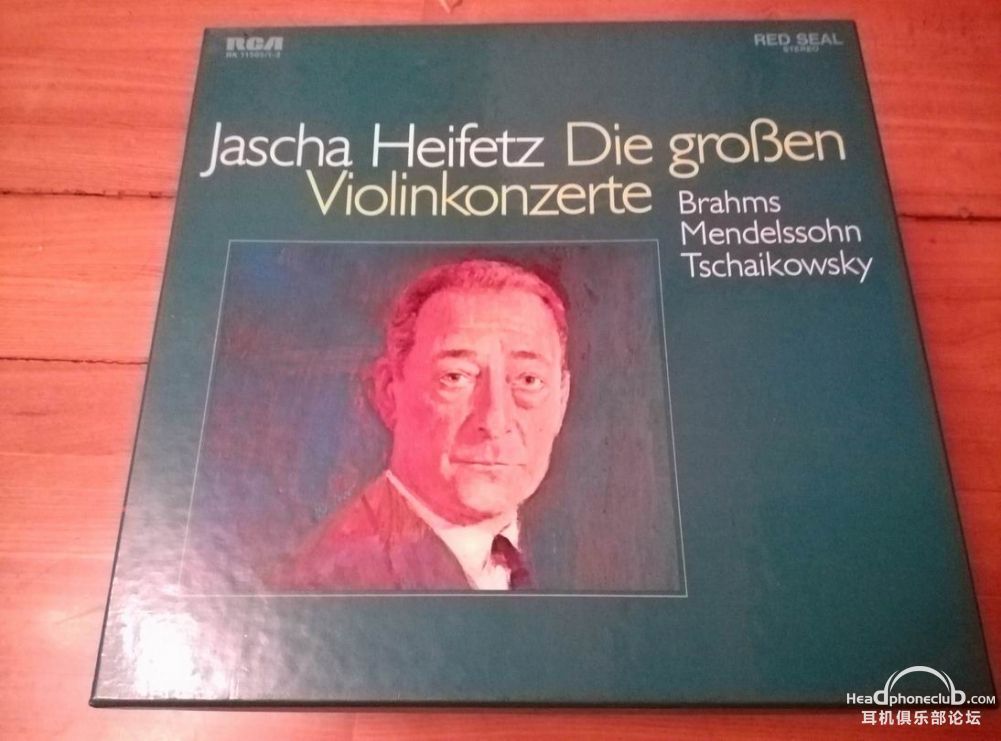 RCA
RED SEAL
STEREO
Jascha Heifetz Die großen
Violinkonzerte
Brahms
Mendelssohn
Tschaikowsky
Headphoneclub.com
耳机俱乐部论坛